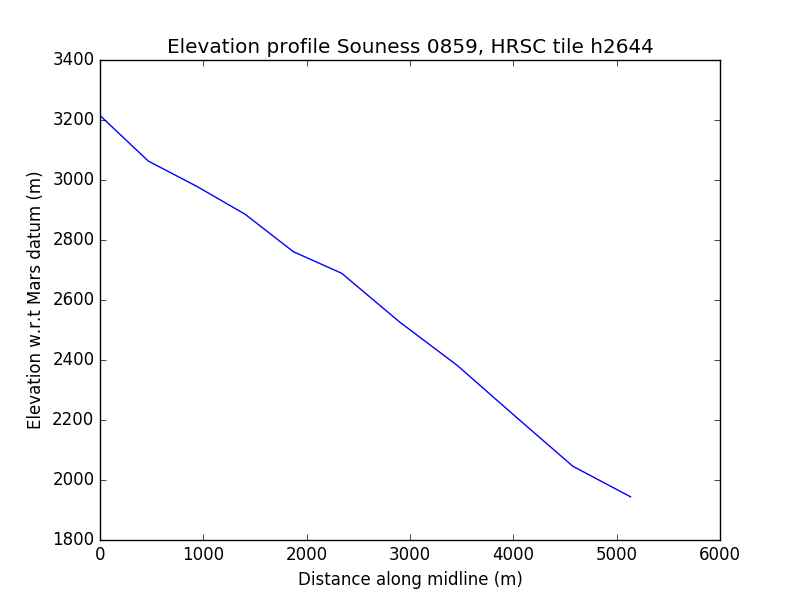 Elevation profile Souness 0859, HRSC tile h2644
3400
3200
3000
2800
2600
2400
2200
2000
1800
Elevation w.r.t Mars datum (m)
0 1000 2000 3000 4000 5000 6000
Distance along midline (m)